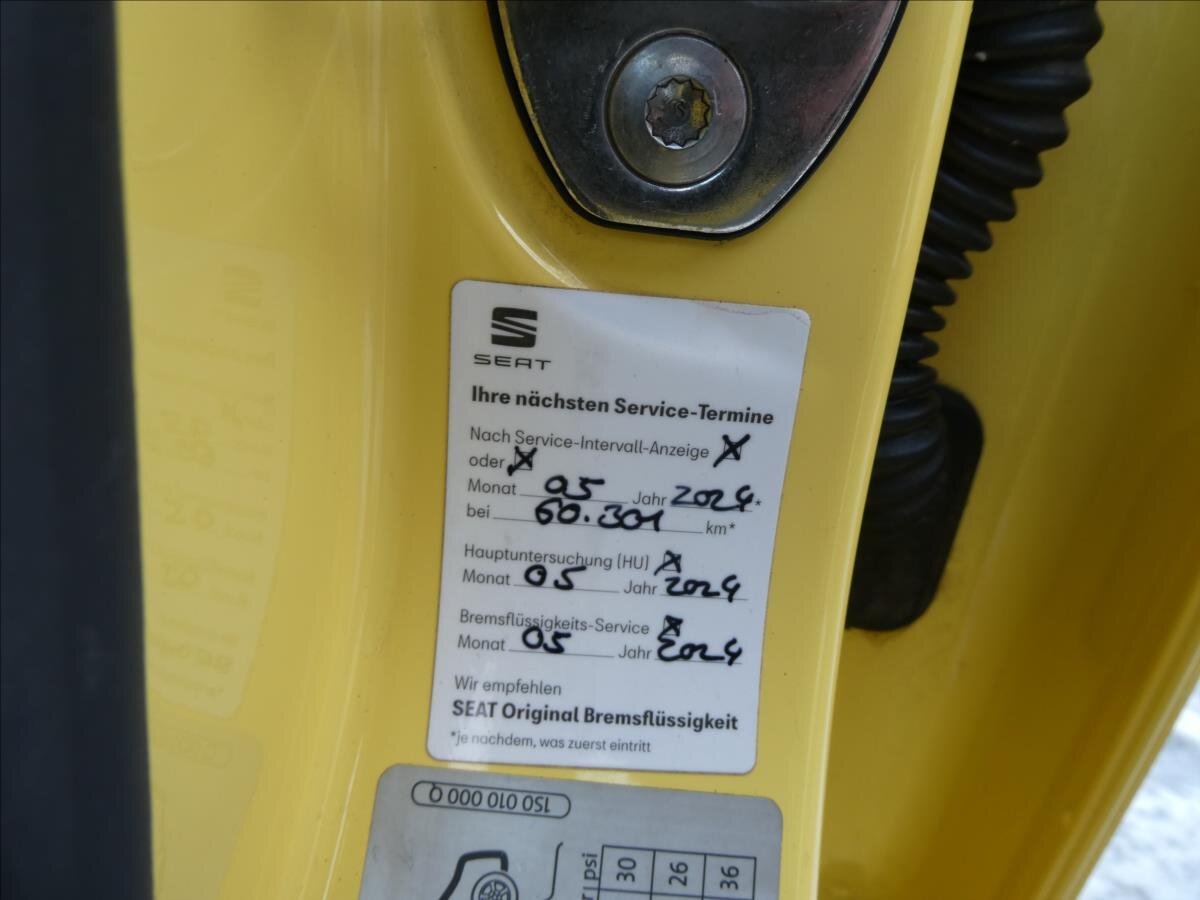 SEAT
Ihre nächsten Service-Termine
Nach Service-Intervall-Anzeige
oder
Monat 05 Jahr 2024*
bei 60.301 km*
Hauptuntersuchung (HU)
Monat 05 Jahr 2024
Bremsflüssigkeits-Service
Monat 05 Jahr 2024
Wir empfehlen
SEAT Original Bremsflüssigkeit
*je nachdem, was zuerst eintritt
1S0 010 000 Q
psi
30
26
36